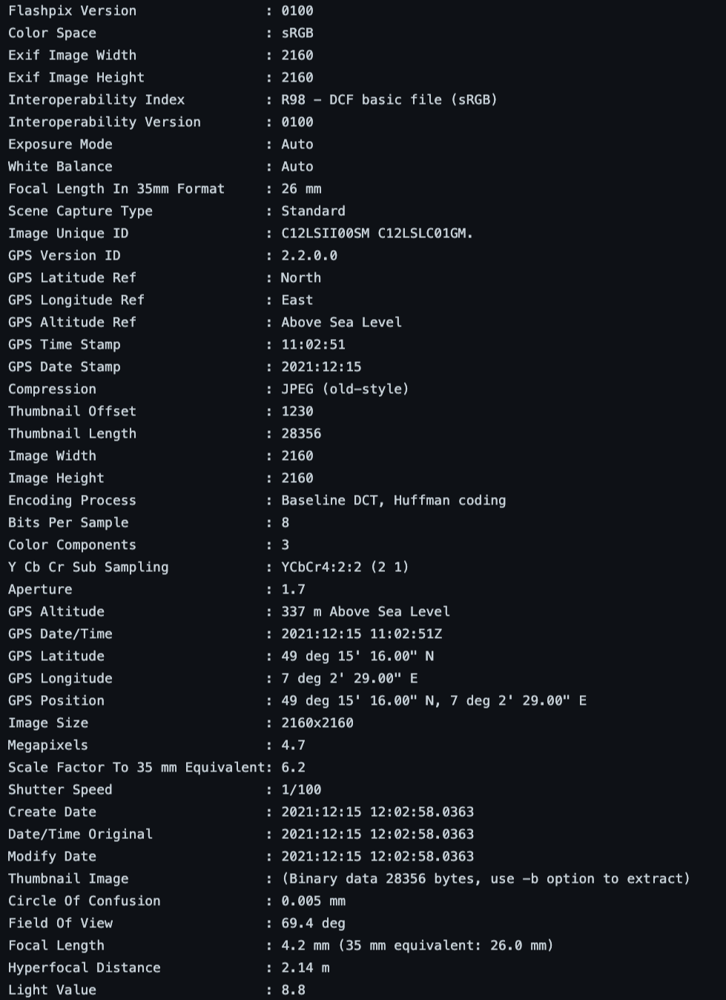 Flashpix Version : 0100
Color Space : sRGB
Exif Image Width : 2160
Exif Image Height : 2160
Interoperability Index : R98 - DCF basic file (sRGB)
Interoperability Version : 0100
Exposure Mode : Auto
White Balance : Auto
Focal Length In 35mm Format : 26 mm
Scene Capture Type : Standard
Image Unique ID : C12LSII00SM C12LSLC01GM.
GPS Version ID : 2.2.0.0
GPS Latitude Ref : North
GPS Longitude Ref : East
GPS Altitude Ref : Above Sea Level
GPS Time Stamp : 11:02:51
GPS Date Stamp : 2021:12:15
Compression : JPEG (old-style)
Thumbnail Offset : 1230
Thumbnail Length : 28356
Image Width : 2160
Image Height : 2160
Encoding Process : Baseline DCT, Huffman coding
Bits Per Sample : 8
Color Components : 3
Y Cb Cr Sub Sampling : YCbCr4:2:2 (2 1)
Aperture : 1.7
GPS Altitude : 337 m Above Sea Level
GPS Date/Time : 2021:12:15 11:02:51Z
GPS Latitude : 49 deg 15' 16.00" N
GPS Longitude : 7 deg 2' 29.00" E
GPS Position : 49 deg 15' 16.00" N, 7 deg 2' 29.00" E
Image Size : 2160x2160
Megapixels : 4.7
Scale Factor To 35 mm Equivalent: 6.2
Shutter Speed : 1/100
Create Date : 2021:12:15 12:02:58.0363
Date/Time Original : 2021:12:15 12:02:58.0363
Modify Date : 2021:12:15 12:02:58.0363
Thumbnail Image : (Binary data 28356 bytes, use -b option to extract)
Circle Of Confusion : 0.005 mm
Field Of View : 69.4 deg
Focal Length : 4.2 mm (35 mm equivalent: 26.0 mm)
Hyperfocal Distance : 2.14 m
Light Value : 8.8